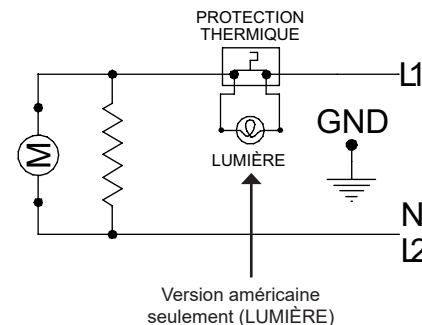 PROTECTION
THERMIQUE
L1
GND
M
LUMIÈRE
N
L2
Version américaine
seulement (LUMIÈRE)